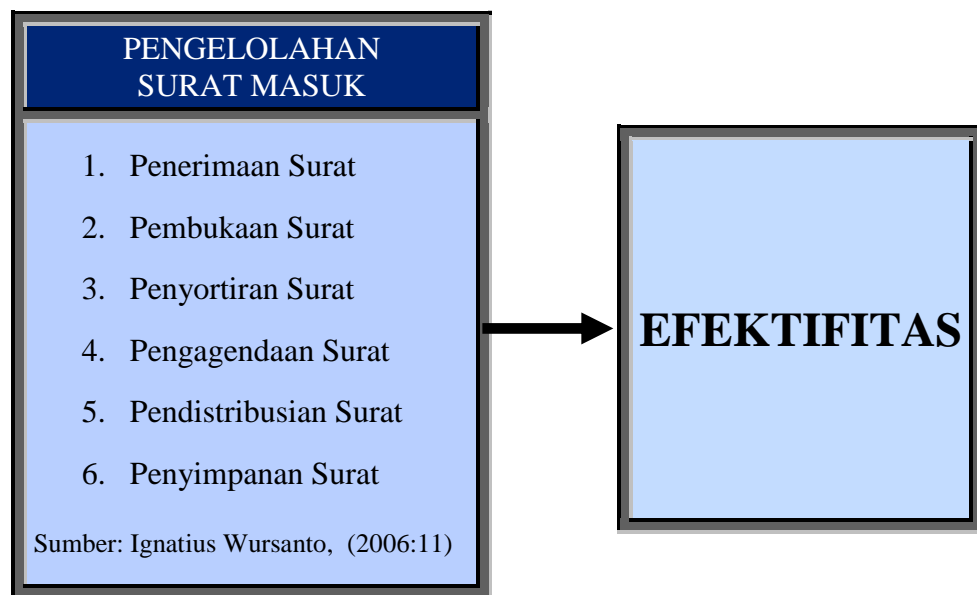 PENGELOLAHAN
SURAT MASUK
1. Penerimaan Surat
2. Pembukaan Surat
3. Penyortiran Surat
4. Pengagendaan Surat
5. Pendistribusian Surat
6. Penyimpanan Surat
Sumber: Ignatius Wursanto, (2006:11)
EFEKTIFITAS